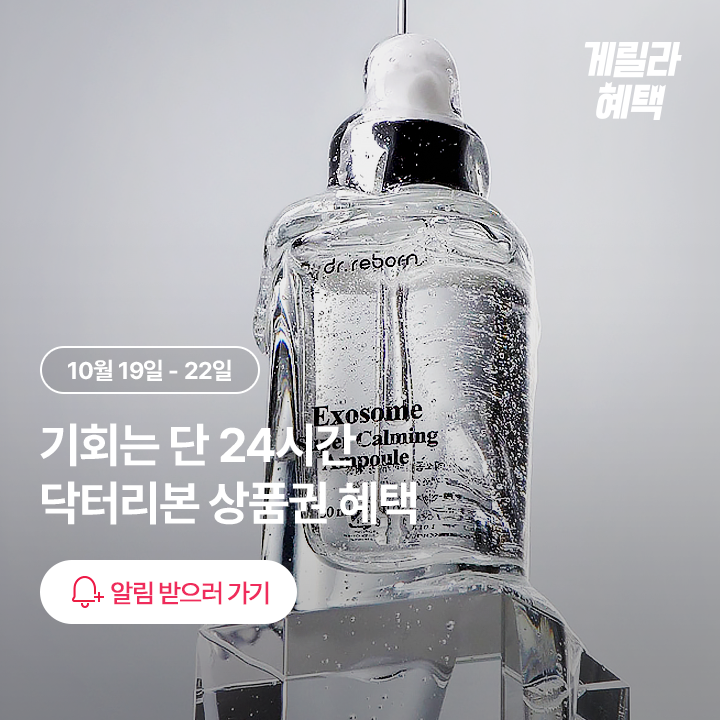 게릴라
혜택
dr.reborn
10월 19일 - 22일
Exosome
Calming
기회는 단 24시간
닥터리본 상품권 혜택
알림 받으러 가기